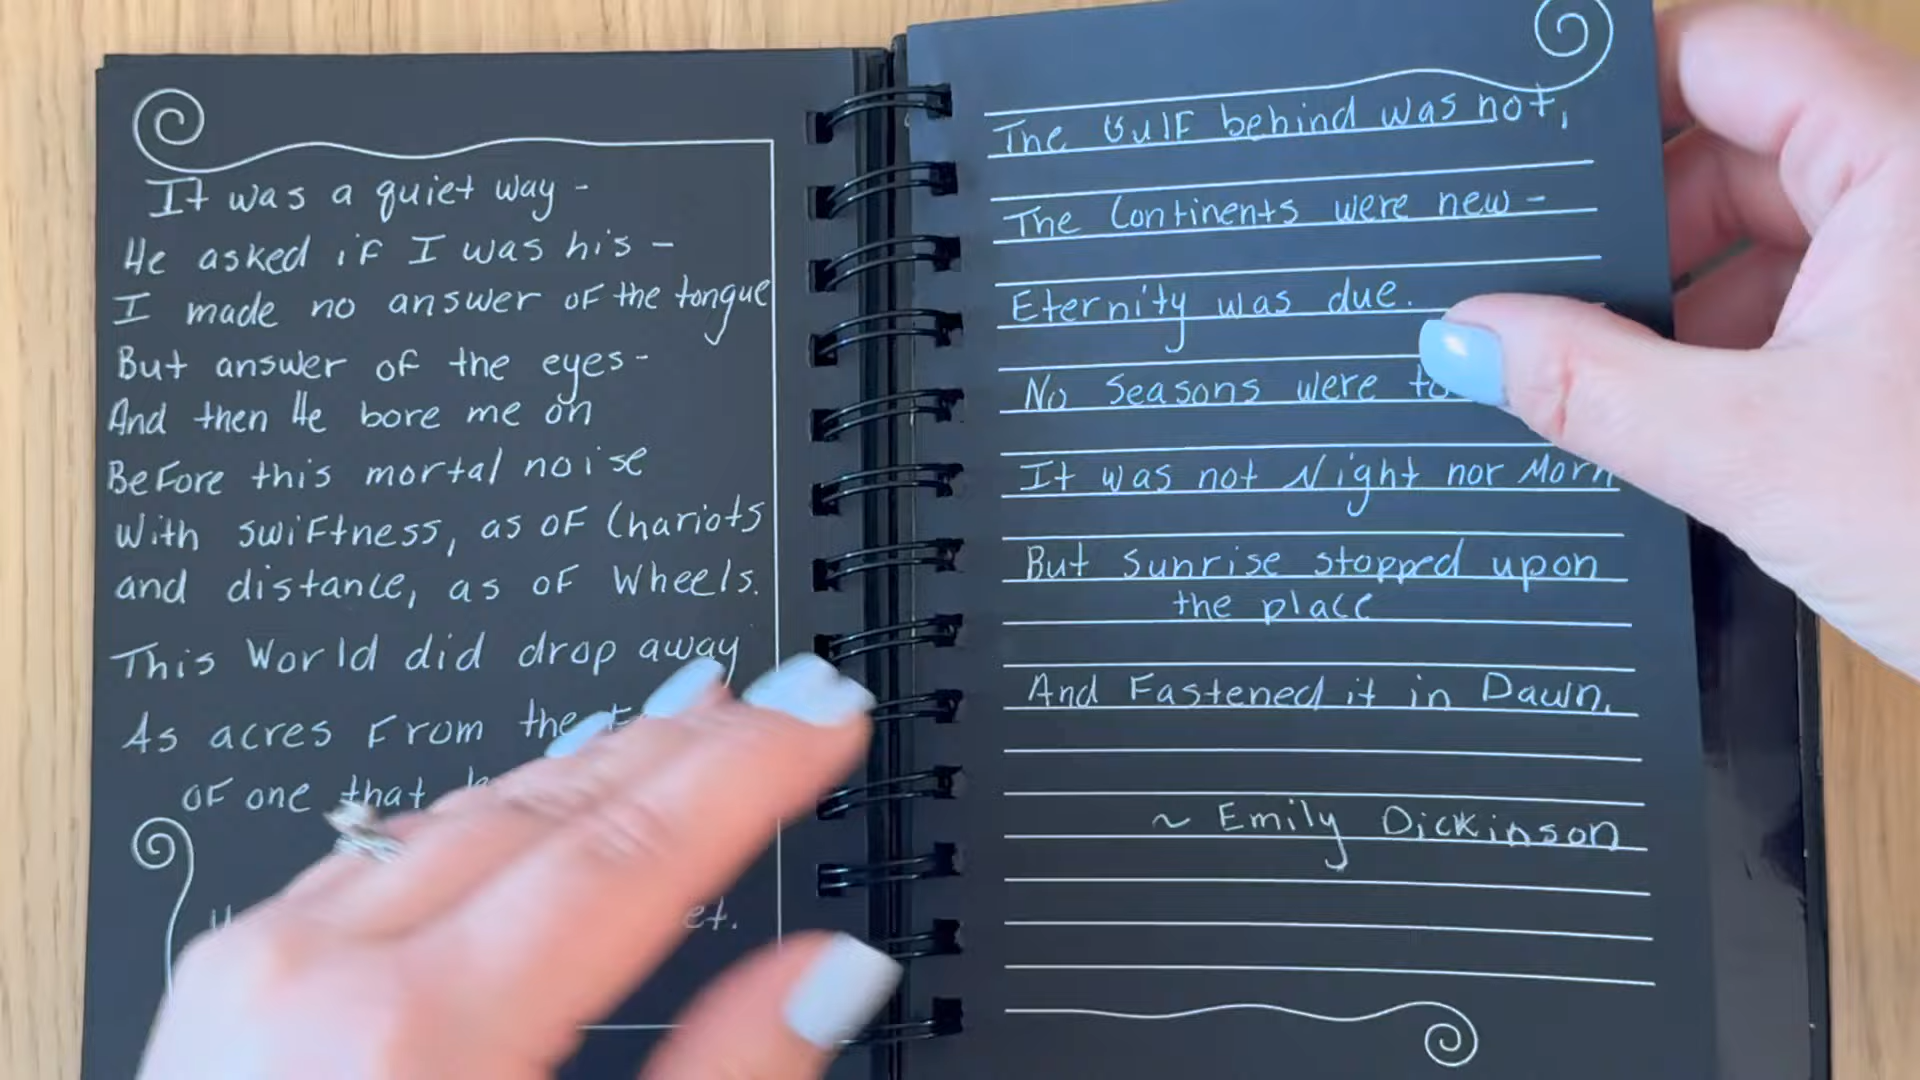 It was a quiet way -
He asked if I was his -
I made no answer of the tongue
But answer of the eyes -
And then He bore me on
Before this mortal noise
With swiftness, as of Chariots
and distance, as of Wheels.
This World did drop away
As acres From the
of one that
The Gulf behind was not,
The Continents were new -
Eternity was due.
No Seasons were
It was not Night nor Morn
But Sunrise stopped upon
the place
And Fastened it in Dawn.
~ Emily Dickinson